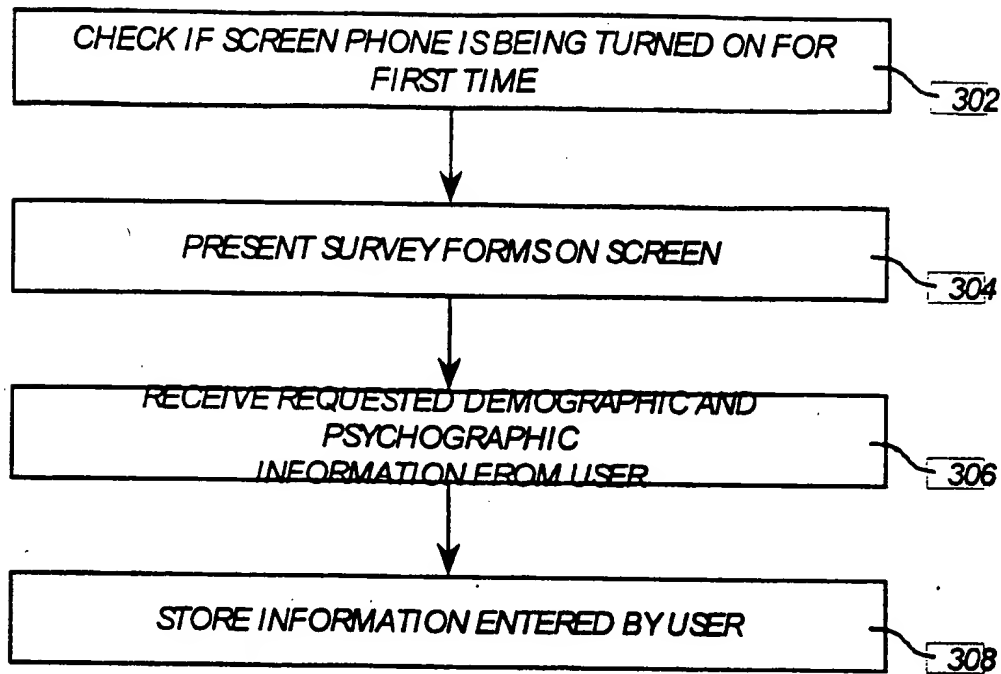 CHECK IF SCREEN PHONE IS BEING TURNED ON FOR
FIRST TIME
302
PRESENT SURVEY FORMS ON SCREEN
304
RECEIVE REQUESTED DEMOGRAPHIC AND
PSYCHOGRAPHIC
INFORMATION FROM USER
306
STORE INFORMATION ENTERED BY USER
308